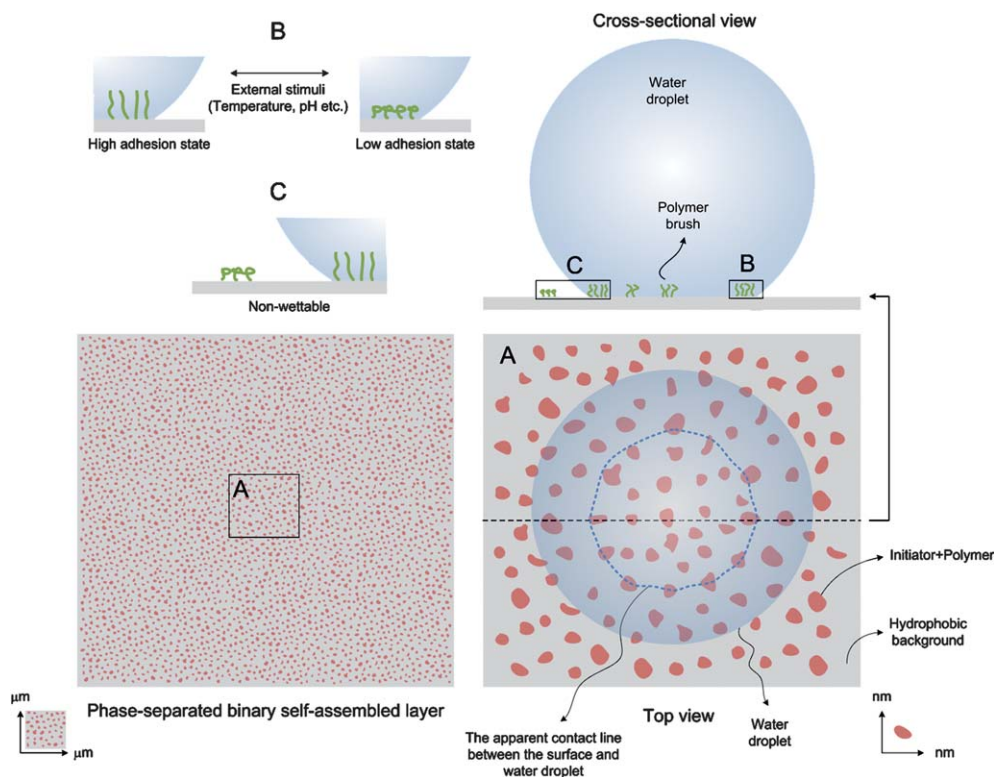 Cross-sectional view
B
External stimuli
(Temperature, pH etc.)
High adhesion state
Low adhesion state
Water
droplet
C
Polymer
brush
C
B
Non-wettable
A
A
Initiator+Polymer
Hydrophobic
background
μm
μm
Phase-separated binary self-assembled layer
The apparent contact line
between the surface and
water droplet
Top view
Water
droplet
nm
nm